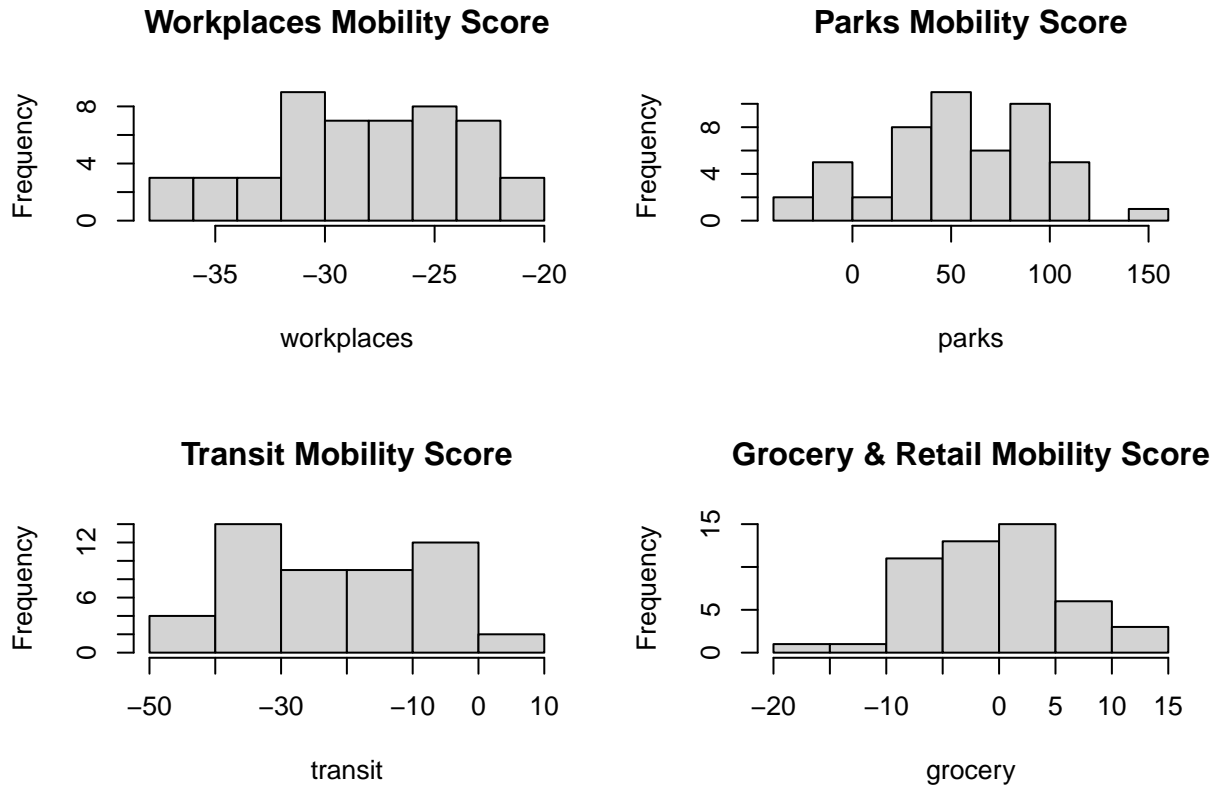 Workplaces Mobility Score
Frequency
0 4 8
−35 −30 −25 −20
workplaces
Parks Mobility Score
Frequency
0 4 8
0 50 100 150
parks
Transit Mobility Score
Frequency
0 6 12
−50 −30 −10 0 10
transit
Grocery & Retail Mobility Score
Frequency
0 5 15
−20 −10 0 5 10 15
grocery